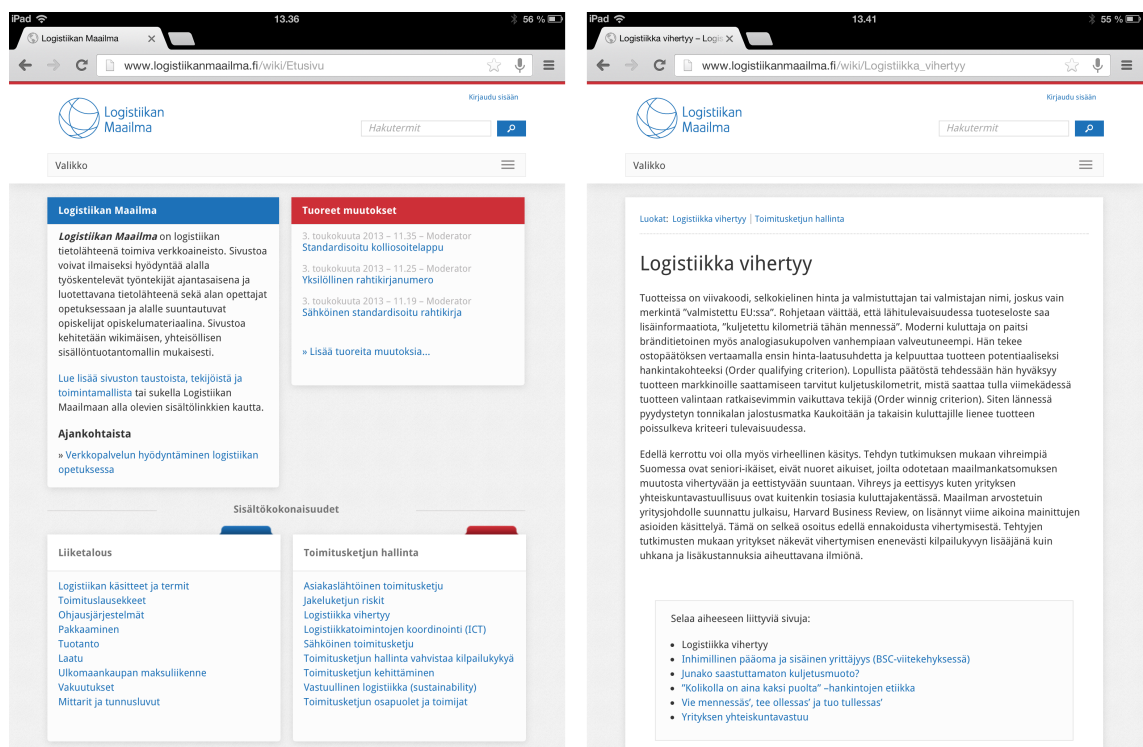 iPad
13.36
56 %
Logistiikan Maailma
www.logistiikanmaailma.fi/wiki/Etusivu
Kirjaudu sisään
Logistiikan
Maailma
Hakutermit
Valikko
Logistiikan Maailma
Logistiikan Maailma on logistiikan
tietolähteenä toimiva verkkoaineisto. Sivustoa
voivat ilmaiseksi hyödyntää alalla
työskentelevät työntekijät ajantasaisena ja
luotettavana tietolähteenä sekä alan opettajat
opetuksessaan ja alalle suuntautuvat
opiskelijat opiskelumateriaalina. Sivustoa
kehitetään wikimäisen, yhteisöllisen
sisällöntuotantomallin mukaisesti.
Lue lisää sivuston taustoista, tekijöistä ja
toimintamallista tai sukella Logistiikan
Maailmaan alla olevien sisältölinkkien kautta.
Ajankohtaista
» Verkkopalvelun hyödyntäminen logistiikan
opetuksessa
Tuoreet muutokset
3. toukokuuta 2013 – 11.35 – Moderator
Standardisoitu kolliosoitelappu
3. toukokuuta 2013 – 11.25 – Moderator
Yksilöllinen rahtikirjanumero
3. toukokuuta 2013 – 11.19 – Moderator
Sähköinen standardisoitu rahtikirja
» Lisää tuoreita muutoksia...
Sisältökokonaisuudet
Liiketalous
Logistiikan käsitteet ja termit
Toimituslausekkeet
Ohjausjärjestelmät
Pakkaaminen
Tuotanto
Laatu
Ulkomaankaupan maksuliikenne
Vakuutukset
Mittarit ja tunnusluvut
Toimitusketjun hallinta
Asiakaslähtöinen toimitusketju
Jakeluketjun riskit
Logistiikka vihertyy
Logistiikkatoimintojen koordinointi (ICT)
Sähköinen toimitusketju
Toimitusketjun hallinta vahvistaa kilpailukykyä
Toimitusketjun kehittäminen
Vastuullinen logistiikka (sustainability)
Toimitusketjun osapuolet ja toimijat
iPad
13.41
55 %
Logistiikka vihertyy – Logis
www.logistiikanmaailma.fi/wiki/Logistiikka_vihertyy
Kirjaudu sisään
Logistiikan
Maailma
Hakutermit
Valikko
Luokat: Logistiikka vihertyy | Toimitusketjun hallinta
Logistiikka vihertyy
Tuotteissa on viivakoodi, selkokielinen hinta ja valmistuttajan tai valmistajan nimi, joskus vain
merkintä ”valmistettu EU:ssa”. Rohjetaan väittää, että lähitulevaisuudessa tuoteseloste saa
lisäinformaatiota, ”kuljetettu kilometriä tähän mennessä”. Moderni kuluttaja on paitsi
bränditietoinen myös analogiasukupolven vanhempiaan valveutuneempi. Hän tekee
ostopäätöksen vertaamalla ensin hinta-laatusuhdetta ja kelpuuttaa tuotteen potentiaaliseksi
hankintakohteeksi (Order qualifying criterion). Lopullista päätöstä tehdessään hän hyväksyy
tuotteen markkinoille saattamiseen tarvitut kuljetuskilometrit, mistä saattaa tulla viimekädessä
tuotteen valintaan ratkaisevimmin vaikuttava tekijä (Order winnig criterion). Siten lännessä
pyydystetyn tonnikalan jalostusmatka Kaukoitään ja takaisin kuluttajille lienee tuotteen
poissulkeva kriteeri tulevaisuudessa.
Edellä kerrottu voi olla myös virheellinen käsitys. Tehdyn tutkimuksen mukaan vihreimpiä
Suomessa ovat seniori-ikäiset, eivät nuoret aikuiset, joilta odotetaan maailmankatsomuksen
muutosta vihertyvään ja eettistyvään suuntaan. Vihreys ja eettisyys kuten yrityksen
yhteiskuntavastuullisuus ovat kuitenkin tosiasia kuluttajakentässä. Maailman arvostetuin
yritysjohdolle suunnattu julkaisu, Harvard Business Review, on lisännyt viime aikoina mainittujen
asioiden käsittelyä. Tämä on selkeä osoitus edellä ennakoidusta vihertymisestä. Tehtyjen
tutkimusten mukaan yritykset näkevät vihertymisen enenevästi kilpailukyvyn lisääjänä kuin
uhkana ja lisäkustannuksia aiheuttavana ilmiönä.
Selaa aiheeseen liittyviä sivuja:
• Logistiikka vihertyy
• Inhimillinen pääoma ja sisäinen yrittäjyys (BSC-viitekehyksessä)
• Junako saastuttamaton kuljetusmuoto?
• ”Kolikolla on aina kaksi puolta” –hankintojen etiikka
• Vie mennessäs’, tee ollessas’ ja tuo tullessas’
• Yrityksen yhteiskuntavastuu